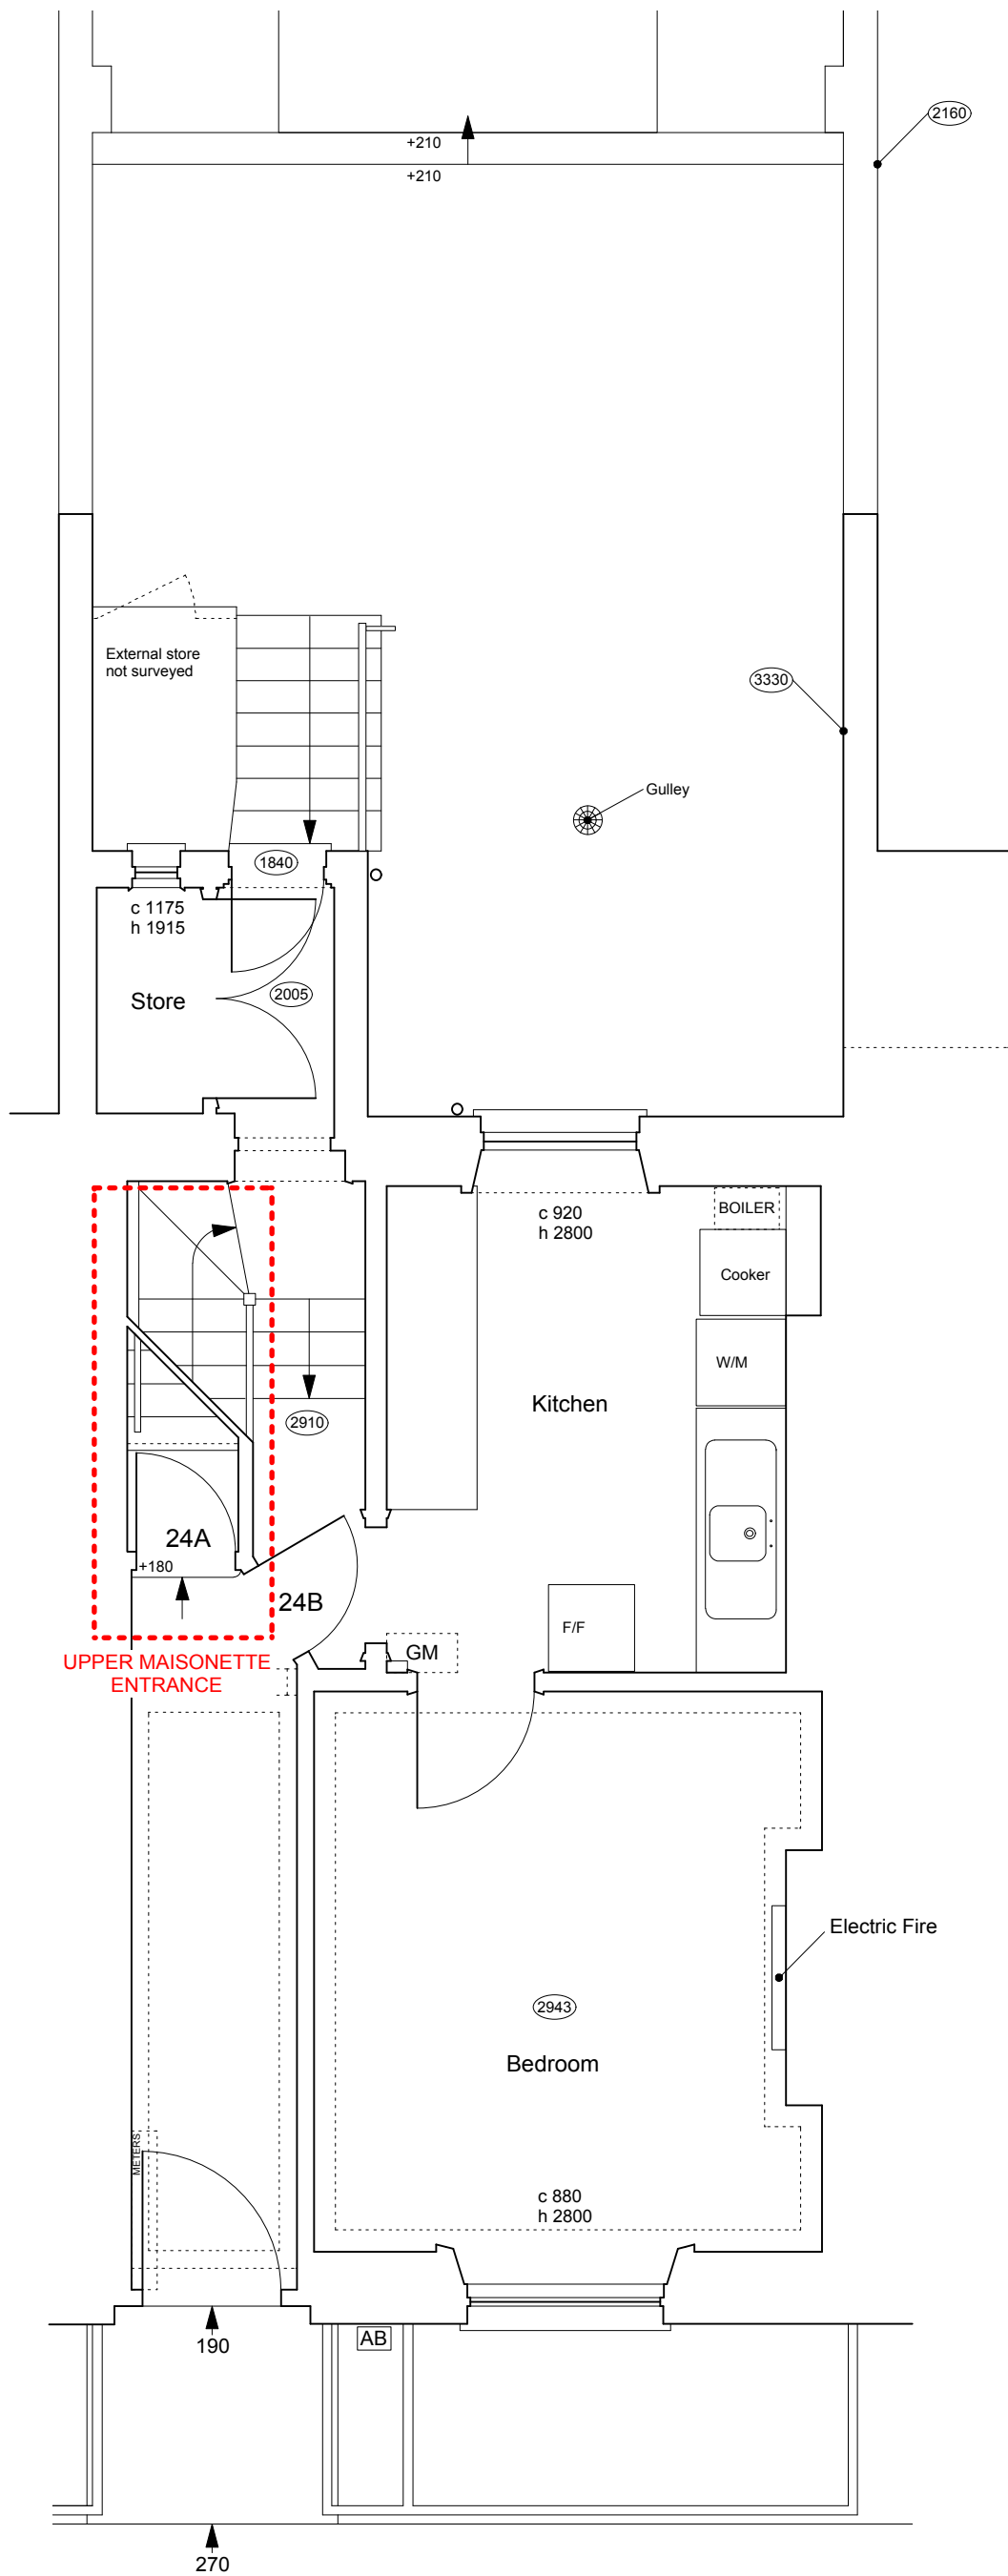 2160
+210
+210
External store
not surveyed
3330
Gulley
1840
c 1175
h 1915
Store
2005
BOILER
c 920
h 2800
Cooker
W/M
Kitchen
2910
24A
+180
24B
F/F
GM
UPPER MAISONETTE
ENTRANCE
Electric Fire
2943
Bedroom
METERS
c 880
h 2800
AB
190
270